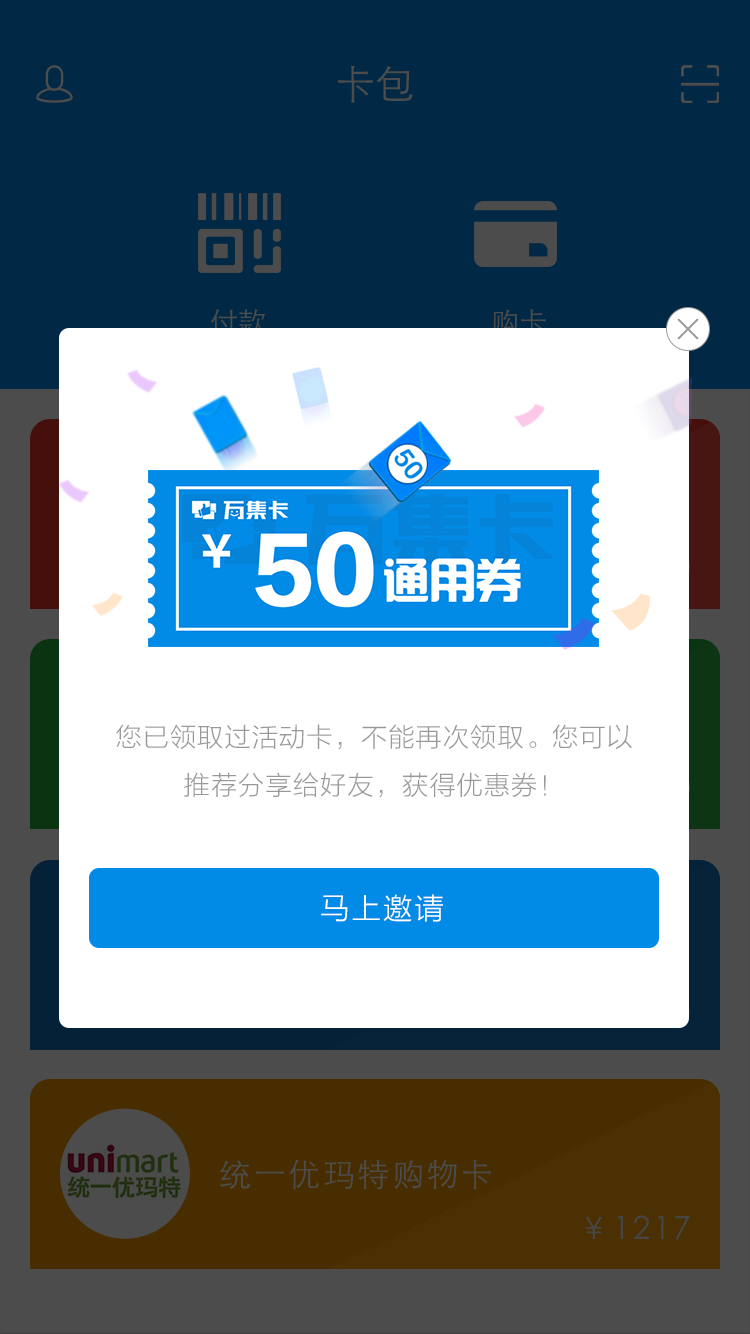 卡包
付款
购卡
50
万集卡
万集卡
¥ 50 通用券
您已领取过活动卡，不能再次领取。您可以
推荐分享给好友，获得优惠券！
马上邀请
unimart
统一优玛特
统一优玛特购物卡
¥ 1217